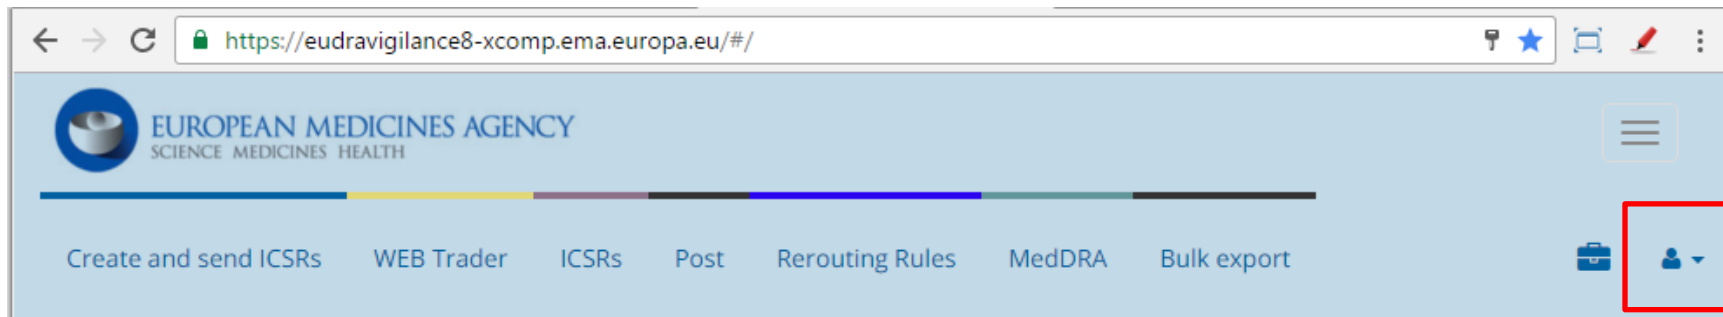 https://eudravigilance8-xcomp.ema.europa.eu/#/
EUROPEAN MEDICINES AGENCY
SCIENCE MEDICINES HEALTH
Create and send ICSRs WEB Trader ICSRs Post Rerouting Rules MedDRA Bulk export